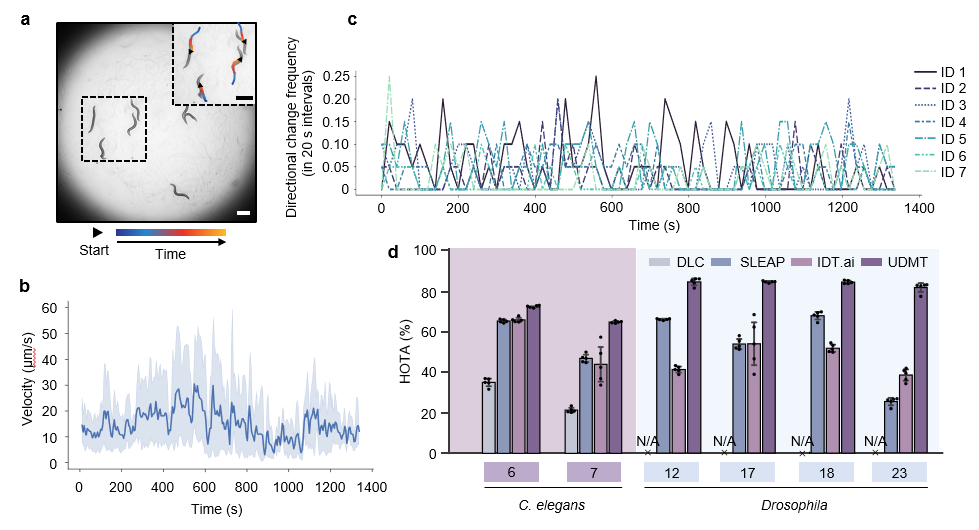 a
Start
Time
b
Velocity (µm/s)
60
50
40
30
20
10
0
0 200 400 600 800 1000 1200 1400
Time (s)
c
Directional change frequency
(in 20 s intervals)
0.25
0.20
0.15
0.10
0.05
0
0 200 400 600 800 1000 1200 1400
Time (s)
ID 1
ID 2
ID 3
ID 4
ID 5
ID 6
ID 7
d
DLC SLEAP IDT.ai UDMT
HOTA (%)
100
80
60
40
20
0
N/A N/A N/A N/A
6 7 12 17 18 23
C. elegans Drosophila